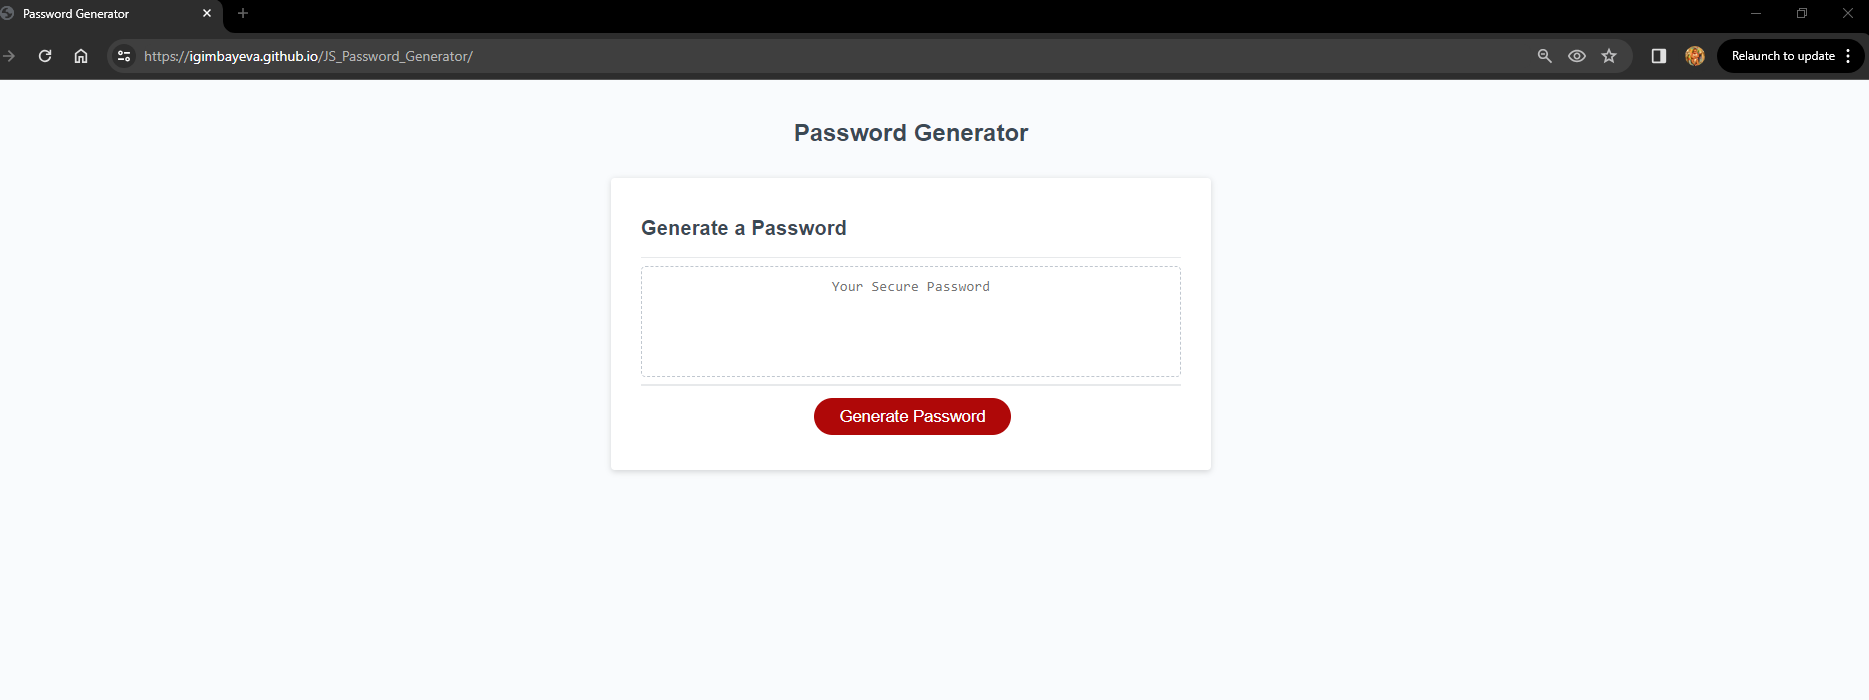 Password Generator
https://igimbayeva.github.io/JS_Password_Generator/
Relaunch to update
Password Generator
Generate a Password
Your Secure Password
Generate Password